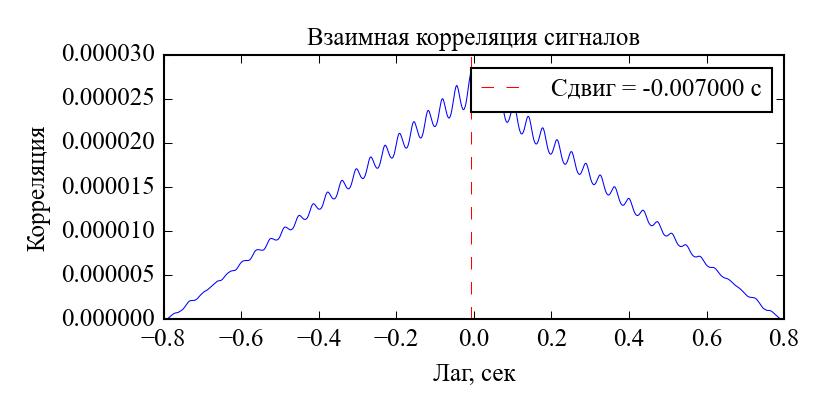 Взаимная корреляция сигналов
0.000030
0.000025
0.000020
0.000015
0.000010
0.000005
0.000000
Корреляция
Сдвиг = -0.007000 с
−0.8 −0.6 −0.4 −0.2 0.0 0.2 0.4 0.6 0.8
Лаг, сек